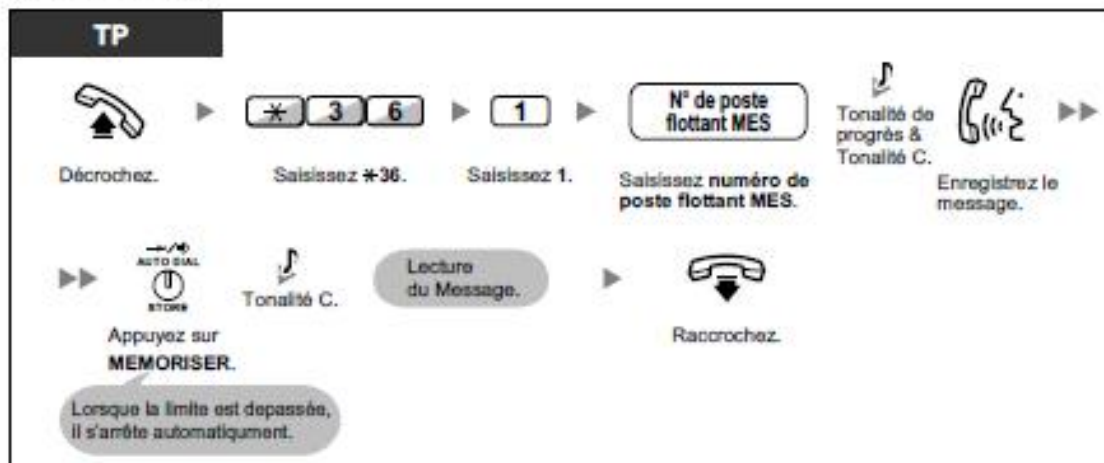 TP
* 3 6
1
N° de poste
flottant MES
Tonalité de
progrès &
Tonalité C.
Décrochez.
Saisissez *36.
Saisissez 1.
Saisissez numéro de
poste flottant MES.
Enregistrez le
message.
AUTO DIAL
STORE
Tonalité C.
Lecture
du Message.
Appuyez sur
MEMORISER.
Raccrochez.
Lorsque la limite est depassée,
il s'arrête automatiqument.